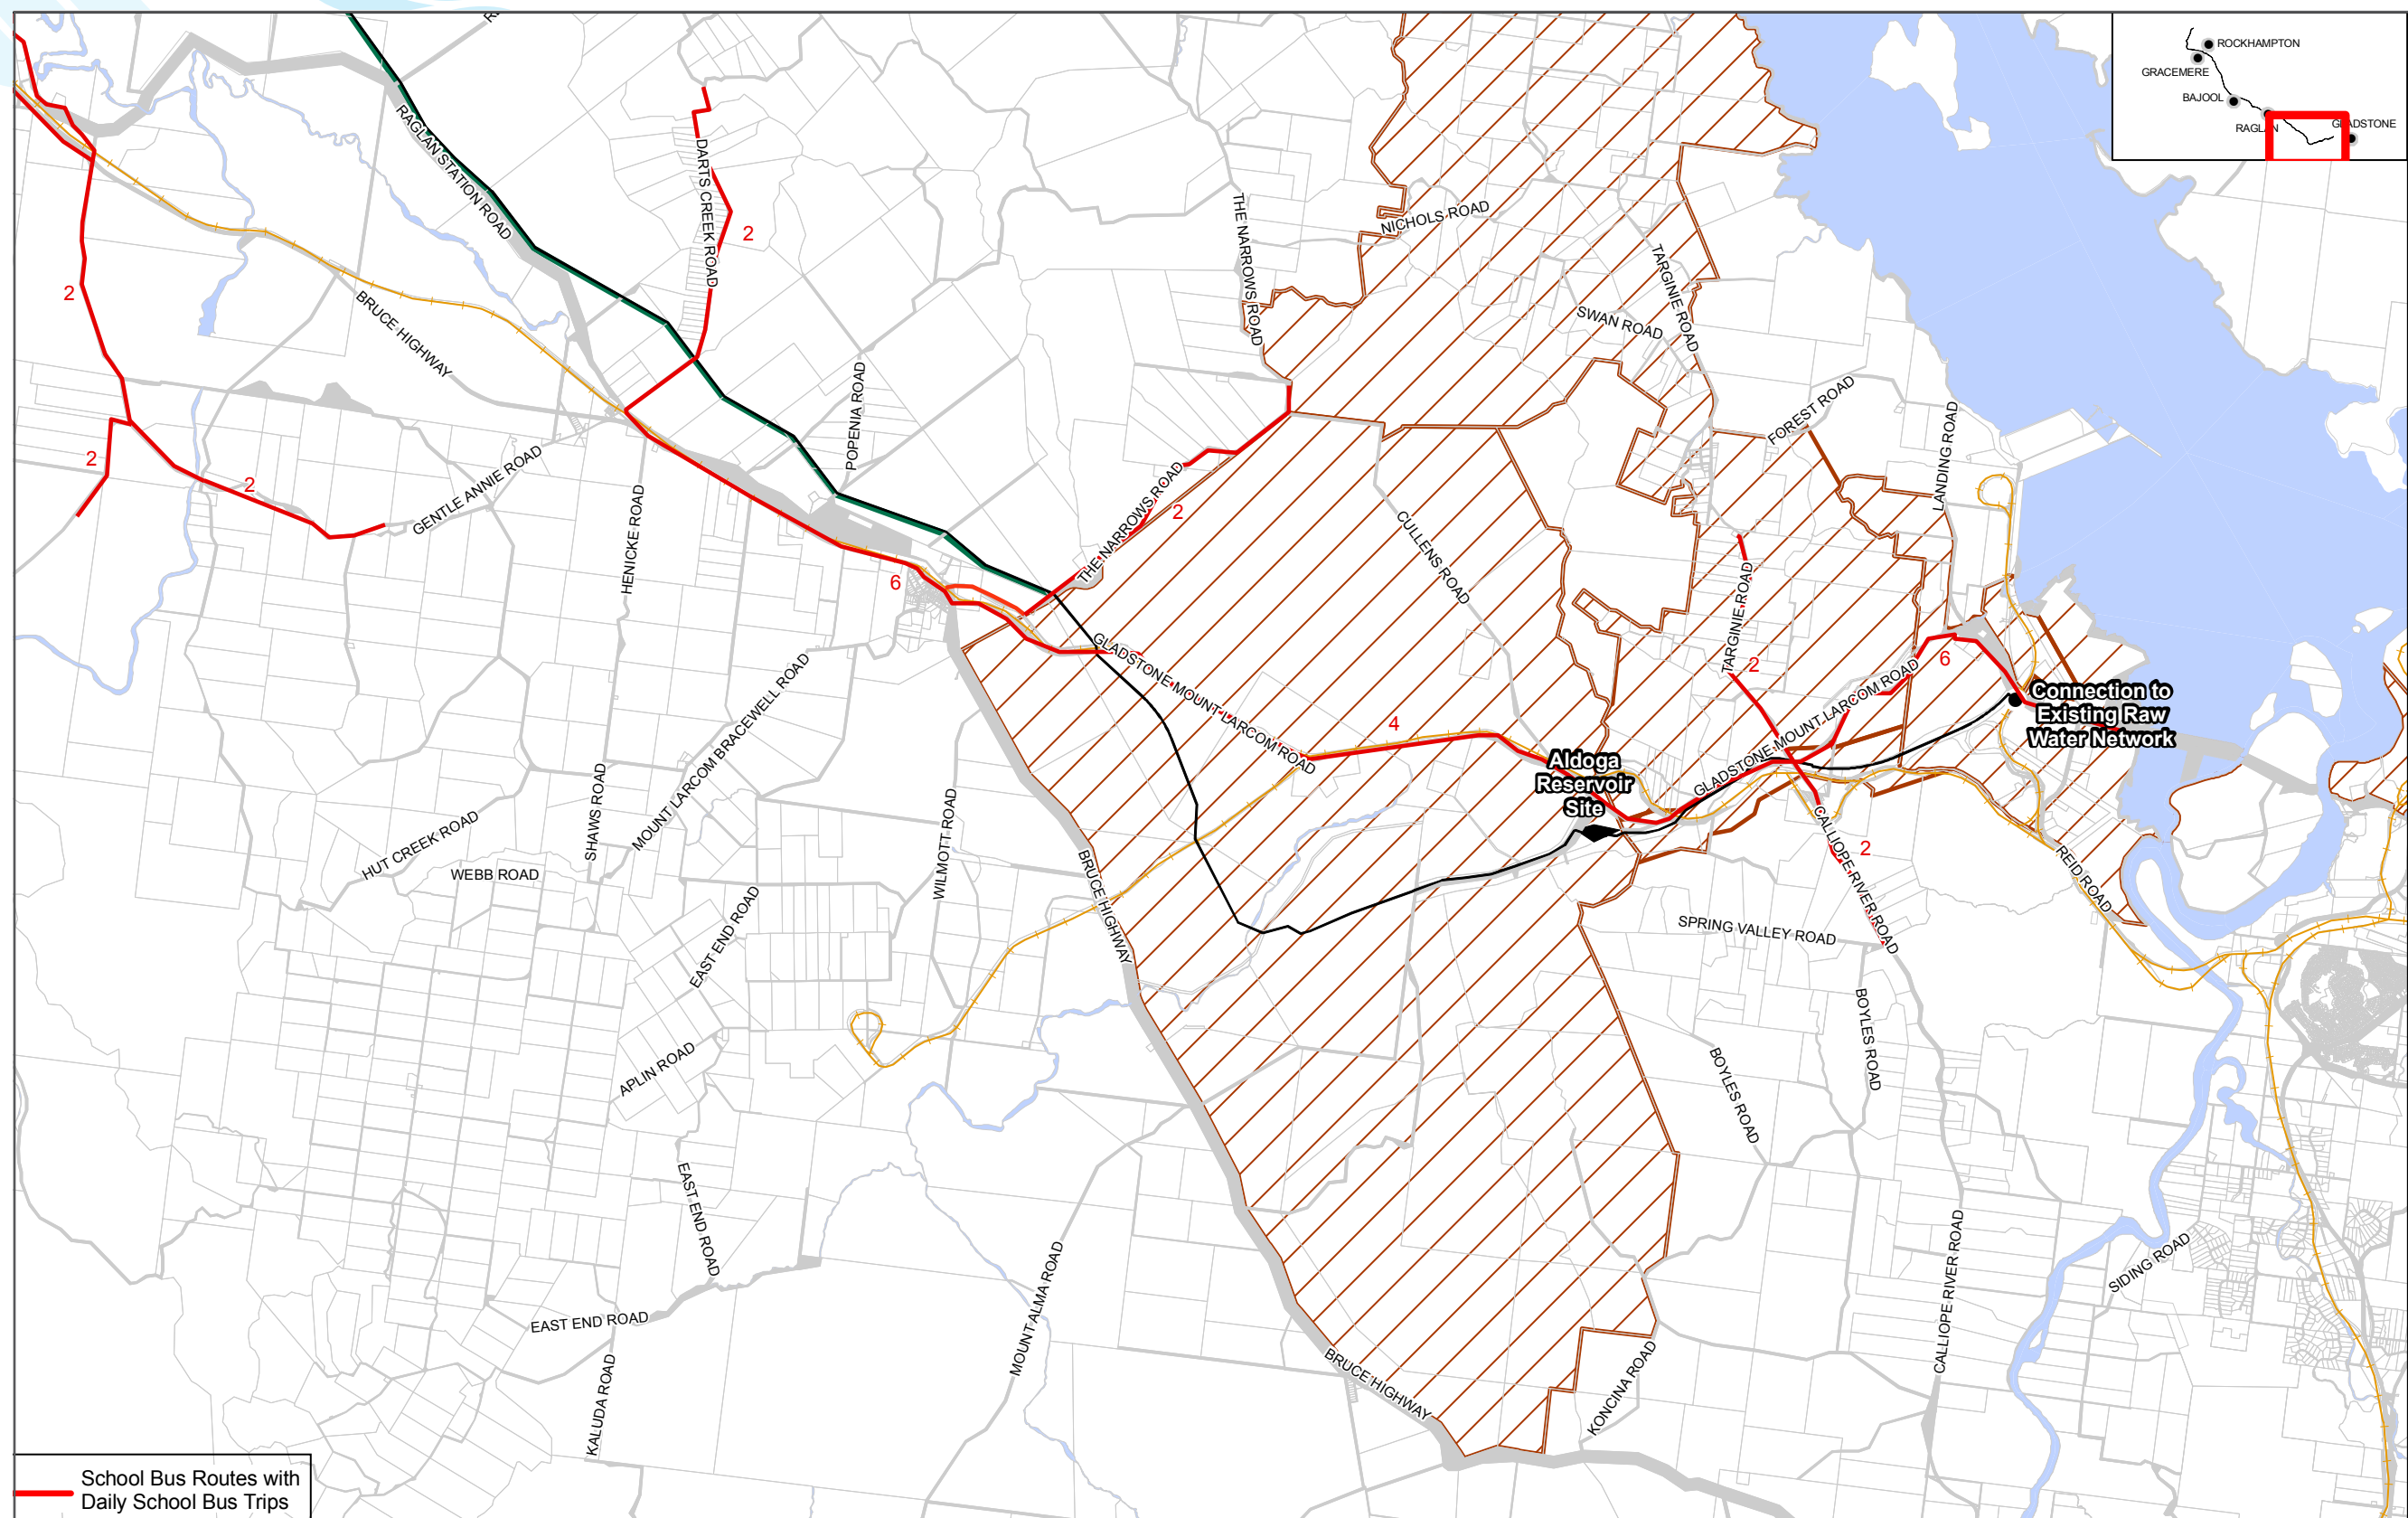 ROCKHAMPTON
GRACEMERE
BAJOOL
RAGLAN
GLADSTONE
RAGLAN STATION ROAD
DARTS CREEK ROAD
2
THE NARROWS ROAD
NICHOLS ROAD
TARGINIE ROAD
SWAN ROAD
2
BRUCE HIGHWAY
POPENIA ROAD
FOREST ROAD
LANDING ROAD
2
2
GENTLE ANNIE ROAD
HENICKE ROAD
THE NARROWS ROAD
2
CULLENS ROAD
6
TARGINIE ROAD
2
GLADSTONE-MOUNT LARCOM ROAD
GLADSTONE-MOUNT LARCOM ROAD
6
4
Connection to
Existing Raw
Water Network
Aldoga
Reservoir
Site
MOUNT LARCOM BRACEWELL ROAD
SHAWS ROAD
HUT CREEK ROAD
WEBB ROAD
WILMOT ROAD
BRUCE HIGHWAY
EAST END ROAD
CALLIOPE RIVER ROAD
2
REID ROAD
SPRING VALLEY ROAD
APLIN ROAD
BOYLES ROAD
BOYLES ROAD
EAST END ROAD
EAST END ROAD
MOUNT ALMA ROAD
CALLIOPE RIVER ROAD
SIDING ROAD
KALUDA ROAD
BRUCE HIGHWAY
KONCINA ROAD
School Bus Routes with
Daily School Bus Trips